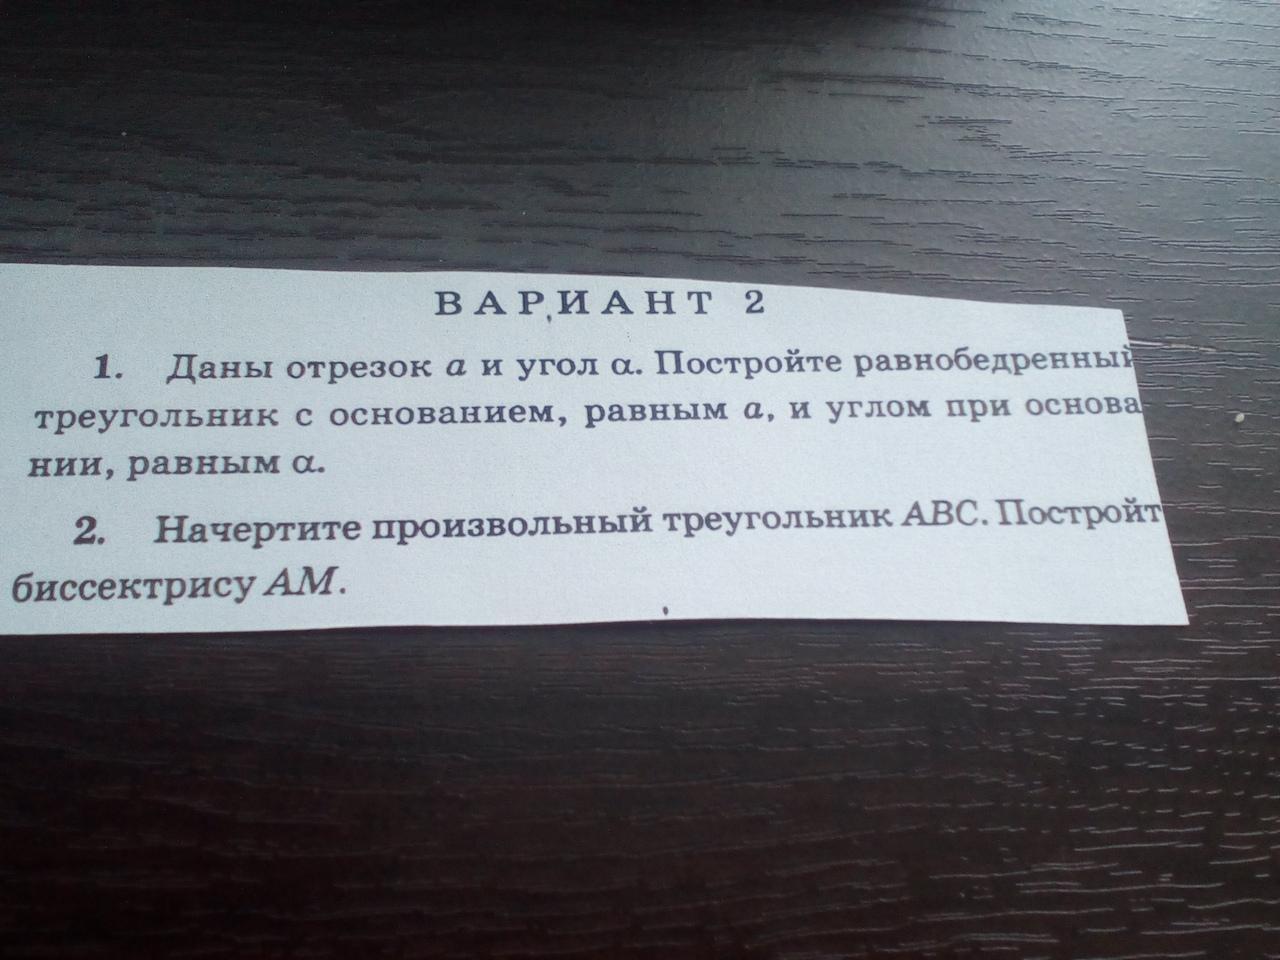 ВАРИАНТ 2
1. Даны отрезок a и угол α. Постройте равнобедренный
треугольник с основанием, равным a, и углом при основа
нии, равным α.
2. Начертите произвольный треугольник ABC. Постройт
биссектрису AM.